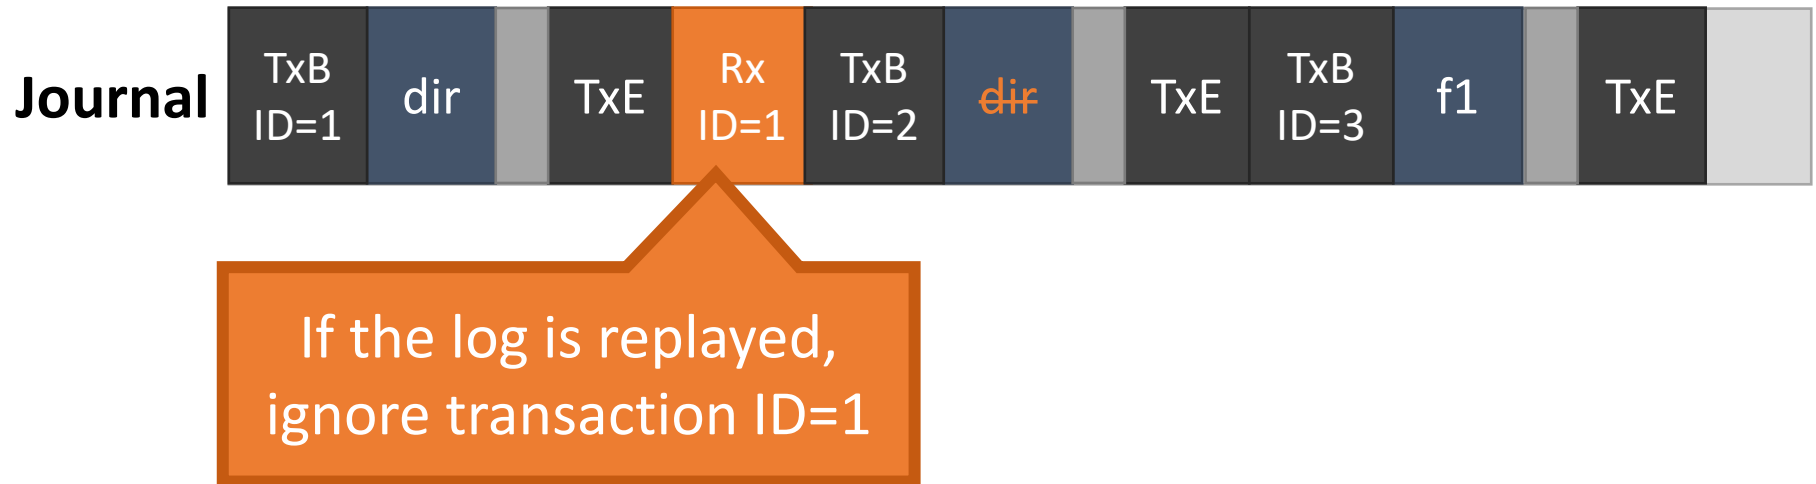 Journal
TxB
ID=1
dir
TxE
Rx
ID=1
TxB
ID=2
dir
TxE
TxB
ID=3
f1
TxE
If the log is replayed,
ignore transaction ID=1